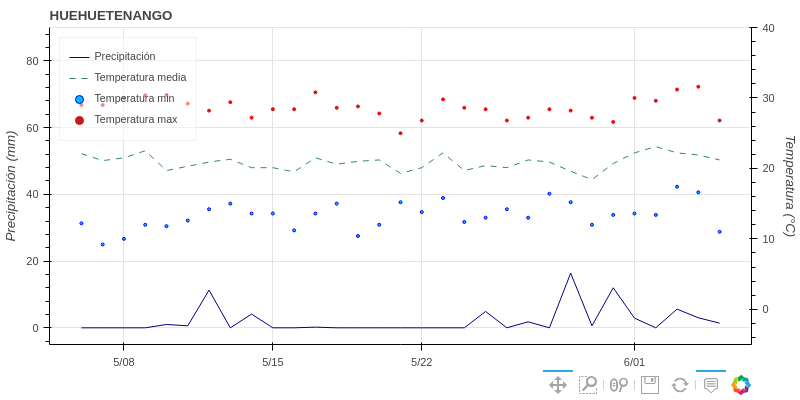 HUEHUETENANGO
Precipitación
Temperatura media
Temperatura min
Temperatura max
Precipitación (mm)
80
60
40
20
0
Temperatura (°C)
40
30
20
10
0
5/08
5/15
5/22
6/01